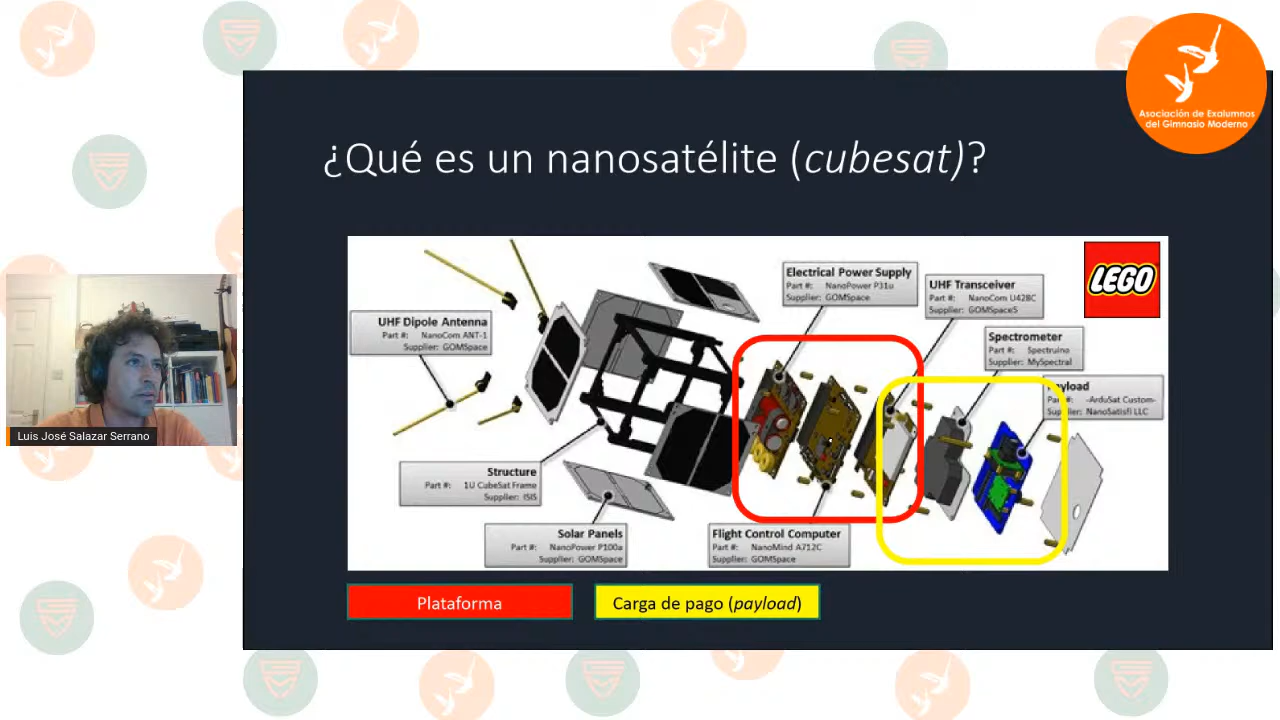 Asociación de Exalumnos
del Gimnasio Moderno
¿Qué es un nanosatélite (cubesat)?
LEGO
Electrical Power Supply
Part #: NanoPower P31u
Supplier: GOMSpace
UHF Transceiver
Part #: NanoCom U428C
Supplier: GOMSpaceS
UHF Dipole Antenna
Part #: NanoCom ANT-1
Supplier: GOMSpace
Spectrometer
Part #: Spectruino
Supplier: MySpectral
Payload
Part #: -ArduSat Custom-
Supplier: NanoSatisfi LLC
Luis José Salazar Serrano
Structure
Part #: 1U CubeSat Frame
Supplier: ISIS
Solar Panels
Part #: NanoPower P100a
Supplier: GOMSpace
Flight Control Computer
Part #: NanoMind A712C
Supplier: GOMSpace
Plataforma
Carga de pago (payload)